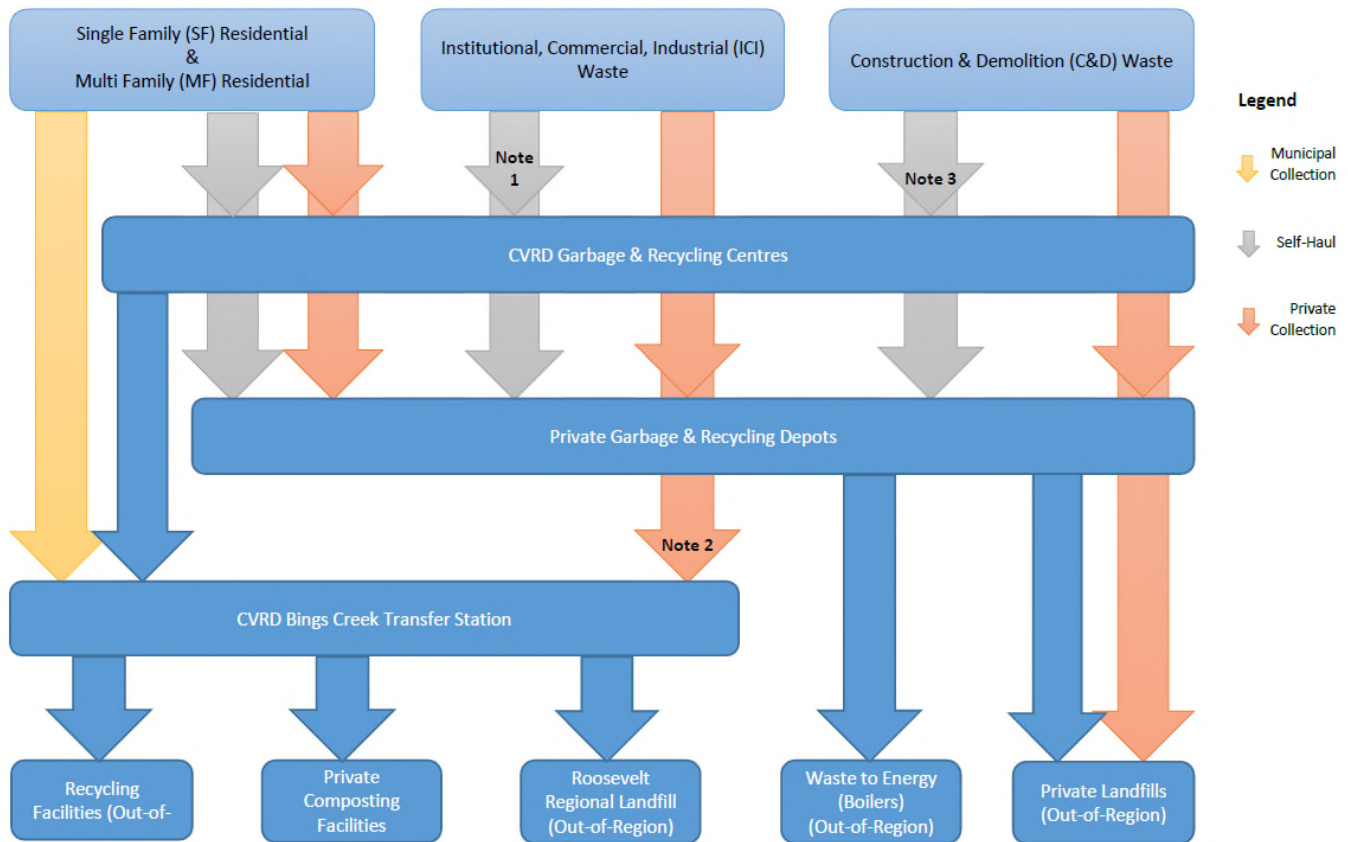 Single Family (SF) Residential
&
Multi Family (MF) Residential
Institutional, Commercial, Industrial (ICI)
Waste
Construction & Demolition (C&D) Waste
Legend
Municipal
Collection
Self-Haul
Private
Collection
Note
1
Note 3
CVRD Garbage & Recycling Centres
Private Garbage & Recycling Depots
Note 2
CVRD Bings Creek Transfer Station
Recycling
Facilities (Out-of-
Private
Composting
Facilities
Roosevelt
Regional Landfill
(Out-of-Region)
Waste to Energy
(Boilers)
(Out-of-Region)
Private Landfills
(Out-of-Region)